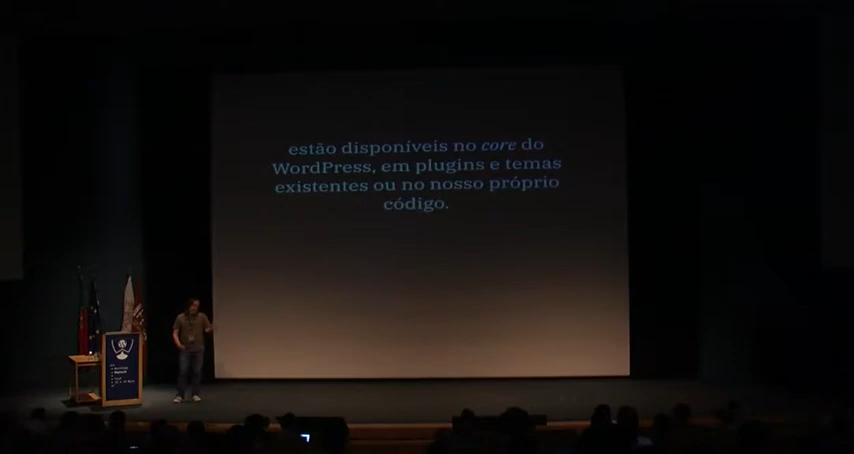 estão disponíveis no core do
WordPress, em plugins e temas
existentes ou no nosso próprio
código.